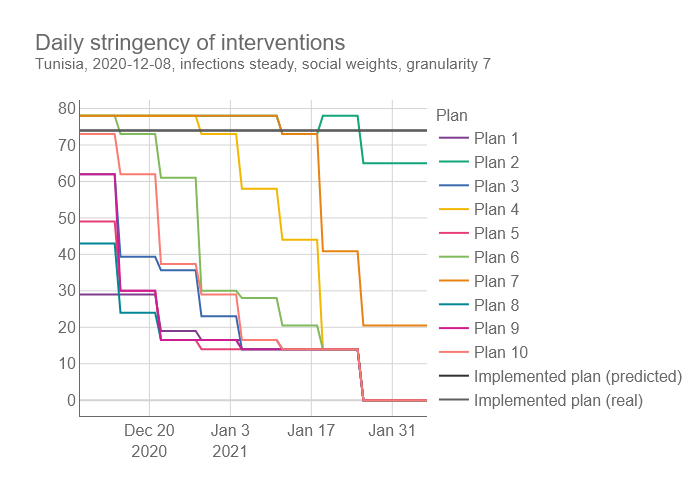 Daily stringency of interventions
Tunisia, 2020-12-08, infections steady, social weights, granularity 7
80
70
60
50
40
30
20
10
0
Dec 20
2020
Jan 3
2021
Jan 17
Jan 31
Plan
Plan 1
Plan 2
Plan 3
Plan 4
Plan 5
Plan 6
Plan 7
Plan 8
Plan 9
Plan 10
Implemented plan (predicted)
Implemented plan (real)